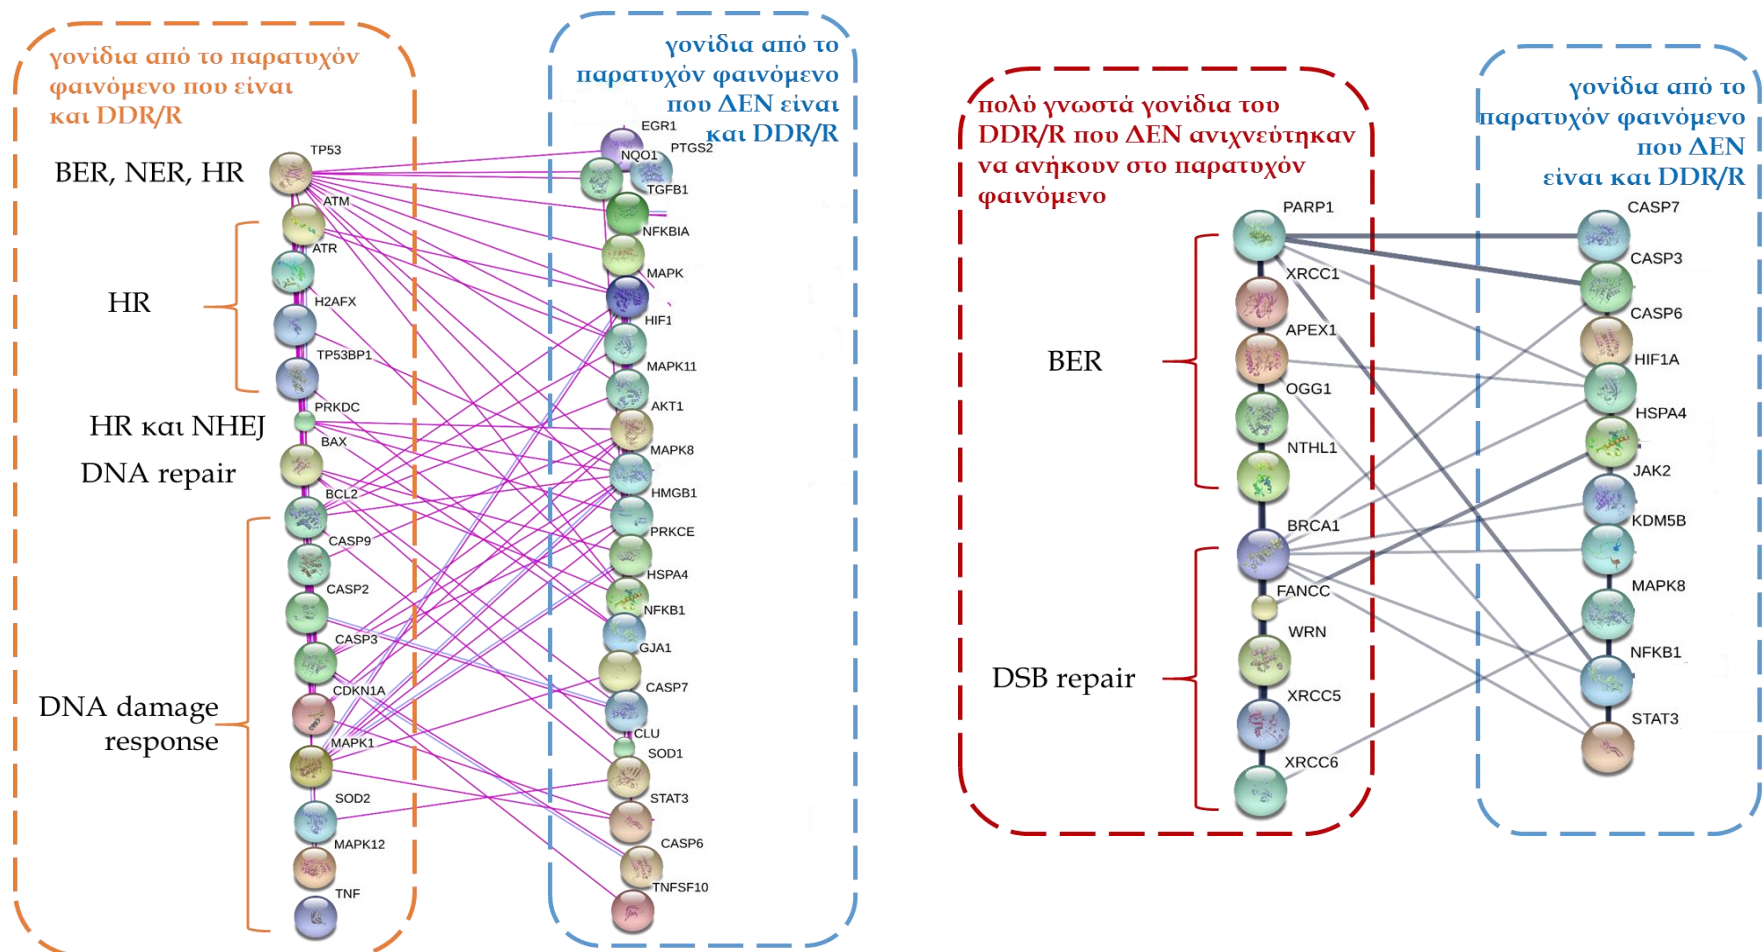 γονίδια από το παρατυχόν
φαινόμενο που είναι
και DDR/R
BER, NER, HR
HR
HR και NHEJ
DNA repair
DNA damage
response
TP53
ATM
ATR
H2AFX
TP53BP1
PRKDC
BAX
BCL2
CASP9
CASP2
CASP3
CDKN1A
MAPK1
SOD2
MAPK12
TNF
γονίδια από το
παρατυχόν φαινόμενο
που ΔΕΝ είναι
και DDR/R
EGR1
NQO1
PTGS2
TGFB1
NFKBIA
MAPK
HIF1
MAPK11
AKT1
MAPK8
HMGB1
PRKCE
HSPA4
NFKB1
GJA1
CASP7
CLU
SOD1
STAT3
CASP6
TNFSF10
πολύ γνωστά γονίδια του
DDR/R που ΔΕΝ ανιχνεύτηκαν
να ανήκουν στο παρατυχόν
φαινόμενο
BER
DSB repair
PARP1
XRCC1
APEX1
OGG1
NTHL1
BRCA1
FANCC
WRN
XRCC5
XRCC6
γονίδια από το
παρατυχόν φαινόμενο
που ΔΕΝ
είναι και DDR/R
CASP7
CASP3
CASP6
HIF1A
HSPA4
JAK2
KDM5B
MAPK8
NFKB1
STAT3